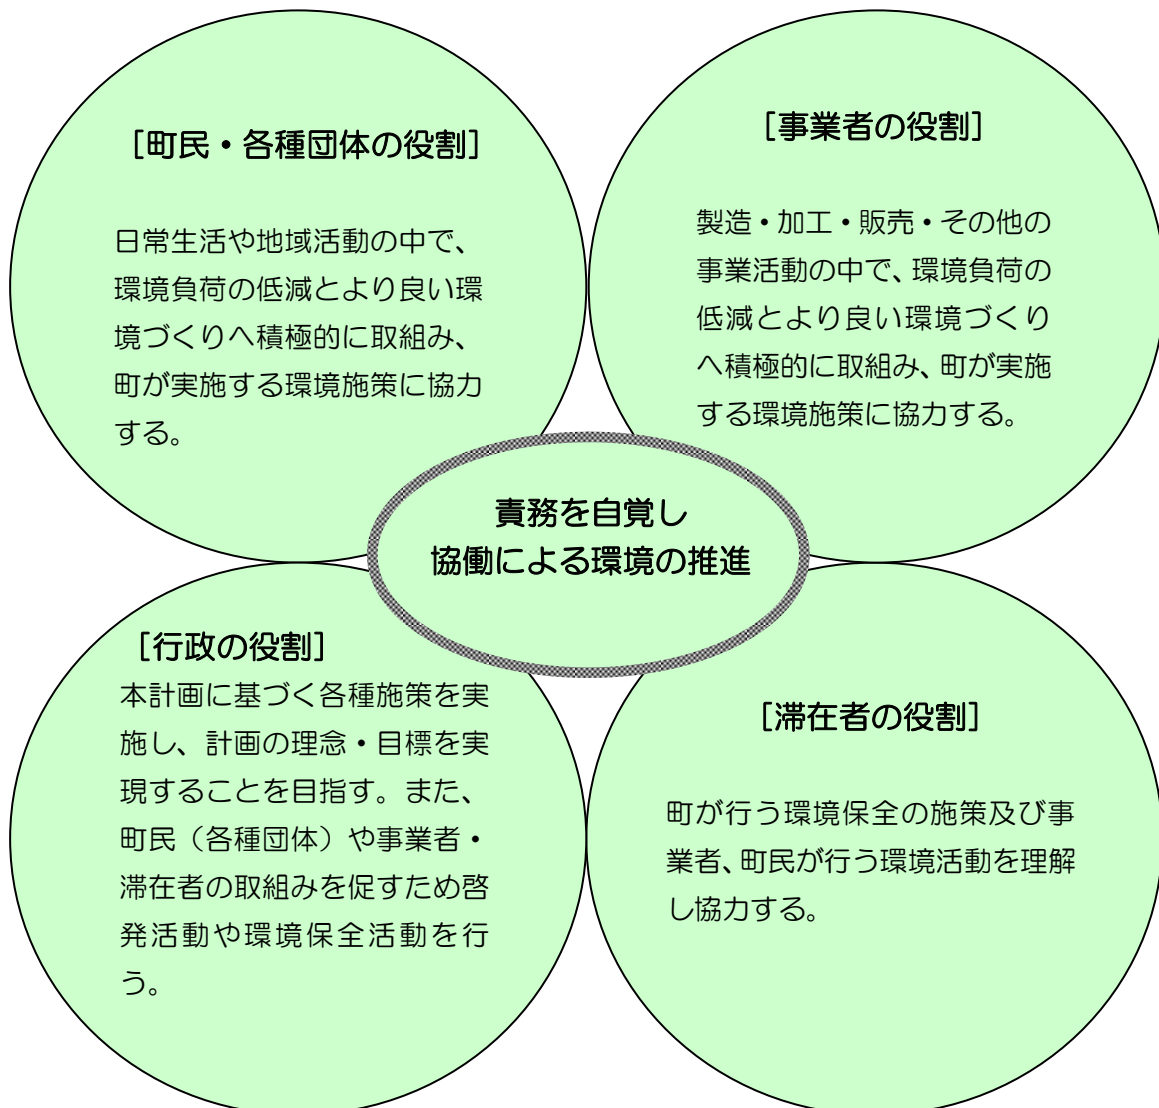 [町民・各種団体の役割]
日常生活や地域活動の中で、
環境負荷の低減とより良い環
境づくりへ積極的に取組み、
町が実施する環境施策に協力
する。
[事業者の役割]
製造・加工・販売・その他の
事業活動の中で、環境負荷の
低減とより良い環境づくり
へ積極的に取組み、町が実施
する環境施策に協力する。
責務を自覚し
協働による環境の推進
[行政の役割]
本計画に基づく各種施策を実
施し、計画の理念・目標を実
現することを目指す。また、
町民（各種団体）や事業者・
滞在者の取組みを促すため啓
発活動や環境保全活動を行
う。
[滞在者の役割]
町が行う環境保全の施策及び事
業者、町民が行う環境活動を理解
し協力する。